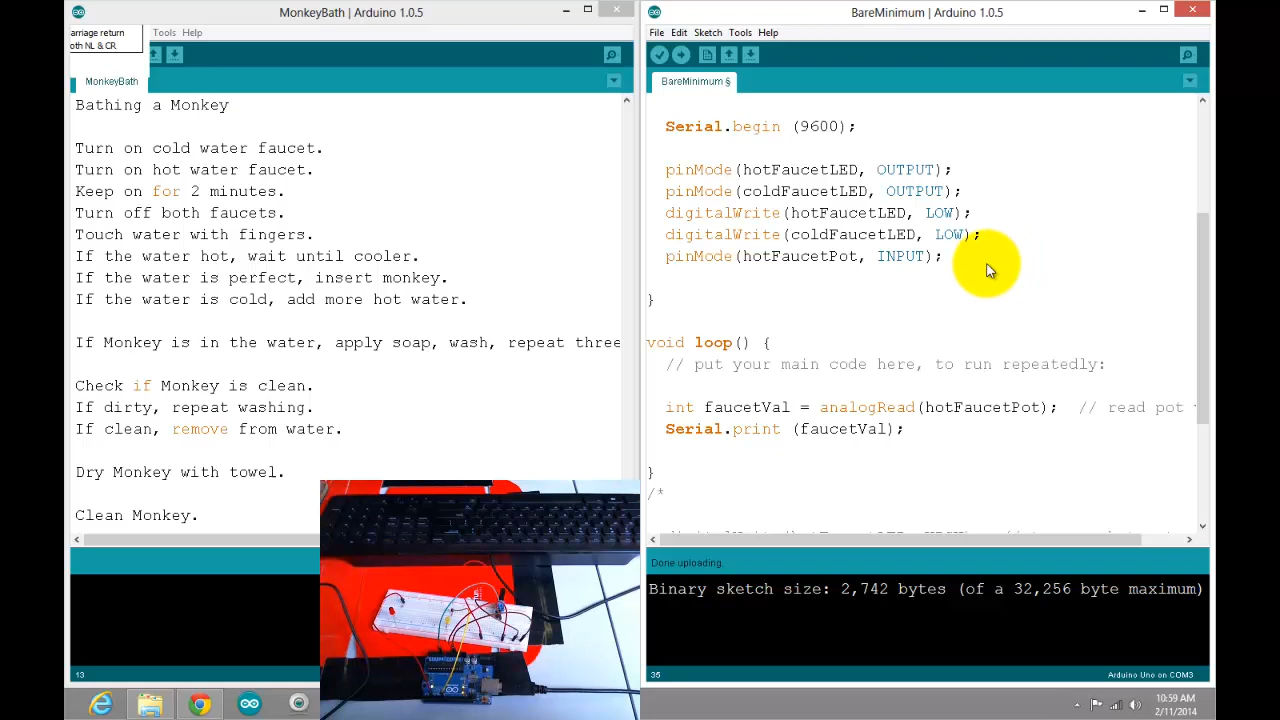 MonkeyBath | Arduino 1.0.5
arriage return
oth NL & CR
Tools Help
MonkeyBath
Bathing a Monkey
Turn on cold water faucet.
Turn on hot water faucet.
Keep on for 2 minutes.
Turn off both faucets.
Touch water with fingers.
If the water hot, wait until cooler.
If the water is perfect, insert monkey.
If the water is cold, add more hot water.
If Monkey is in the water, apply soap, wash, repeat three
Check if Monkey is clean.
If dirty, repeat washing.
If clean, remove from water.
Dry Monkey with towel.
Clean Monkey.
13
BareMinimum | Arduino 1.0.5
File Edit Sketch Tools Help
BareMinimum §
Serial.begin (9600);
pinMode(hotFaucetLED, OUTPUT);
pinMode(coldFaucetLED, OUTPUT);
digitalWrite(hotFaucetLED, LOW);
digitalWrite(coldFaucetLED, LOW);
pinMode(hotFaucetPot, INPUT);
}
void loop() {
// put your main code here, to run repeatedly:
int faucetVal = analogRead(hotFaucetPot); // read pot
Serial.print (faucetVal);
}
/*
Done uploading.
Binary sketch size: 2,742 bytes (of a 32,256 byte maximum)
35
Arduino Uno on COM3
10:59 AM
2/11/2014